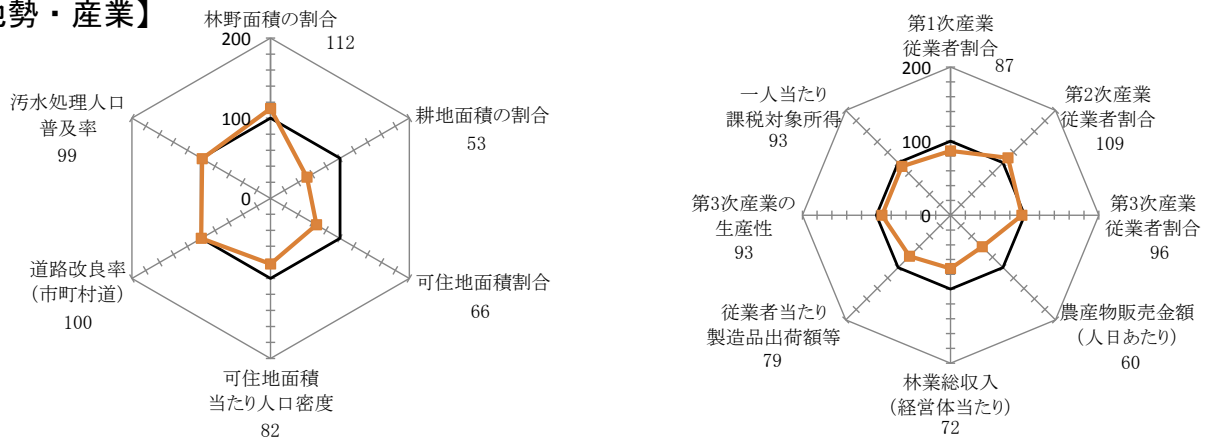 地勢・産業】
林野面積の割合
112
200
100
0
耕地面積の割合
53
可住地面積割合
66
可住地面積
当たり人口密度
82
道路改良率
（市町村道）
100
汚水処理人口
普及率
99
第1次産業
従業者割合
87
200
100
0
第2次産業
従業者割合
109
第3次産業
従業者割合
96
農産物販売金額
（人日あたり）
60
林業総収入
（経営体当たり）
72
従業者当たり
製造品出荷額等
79
第3次産業の
生産性
93
一人当たり
課税対象所得
93